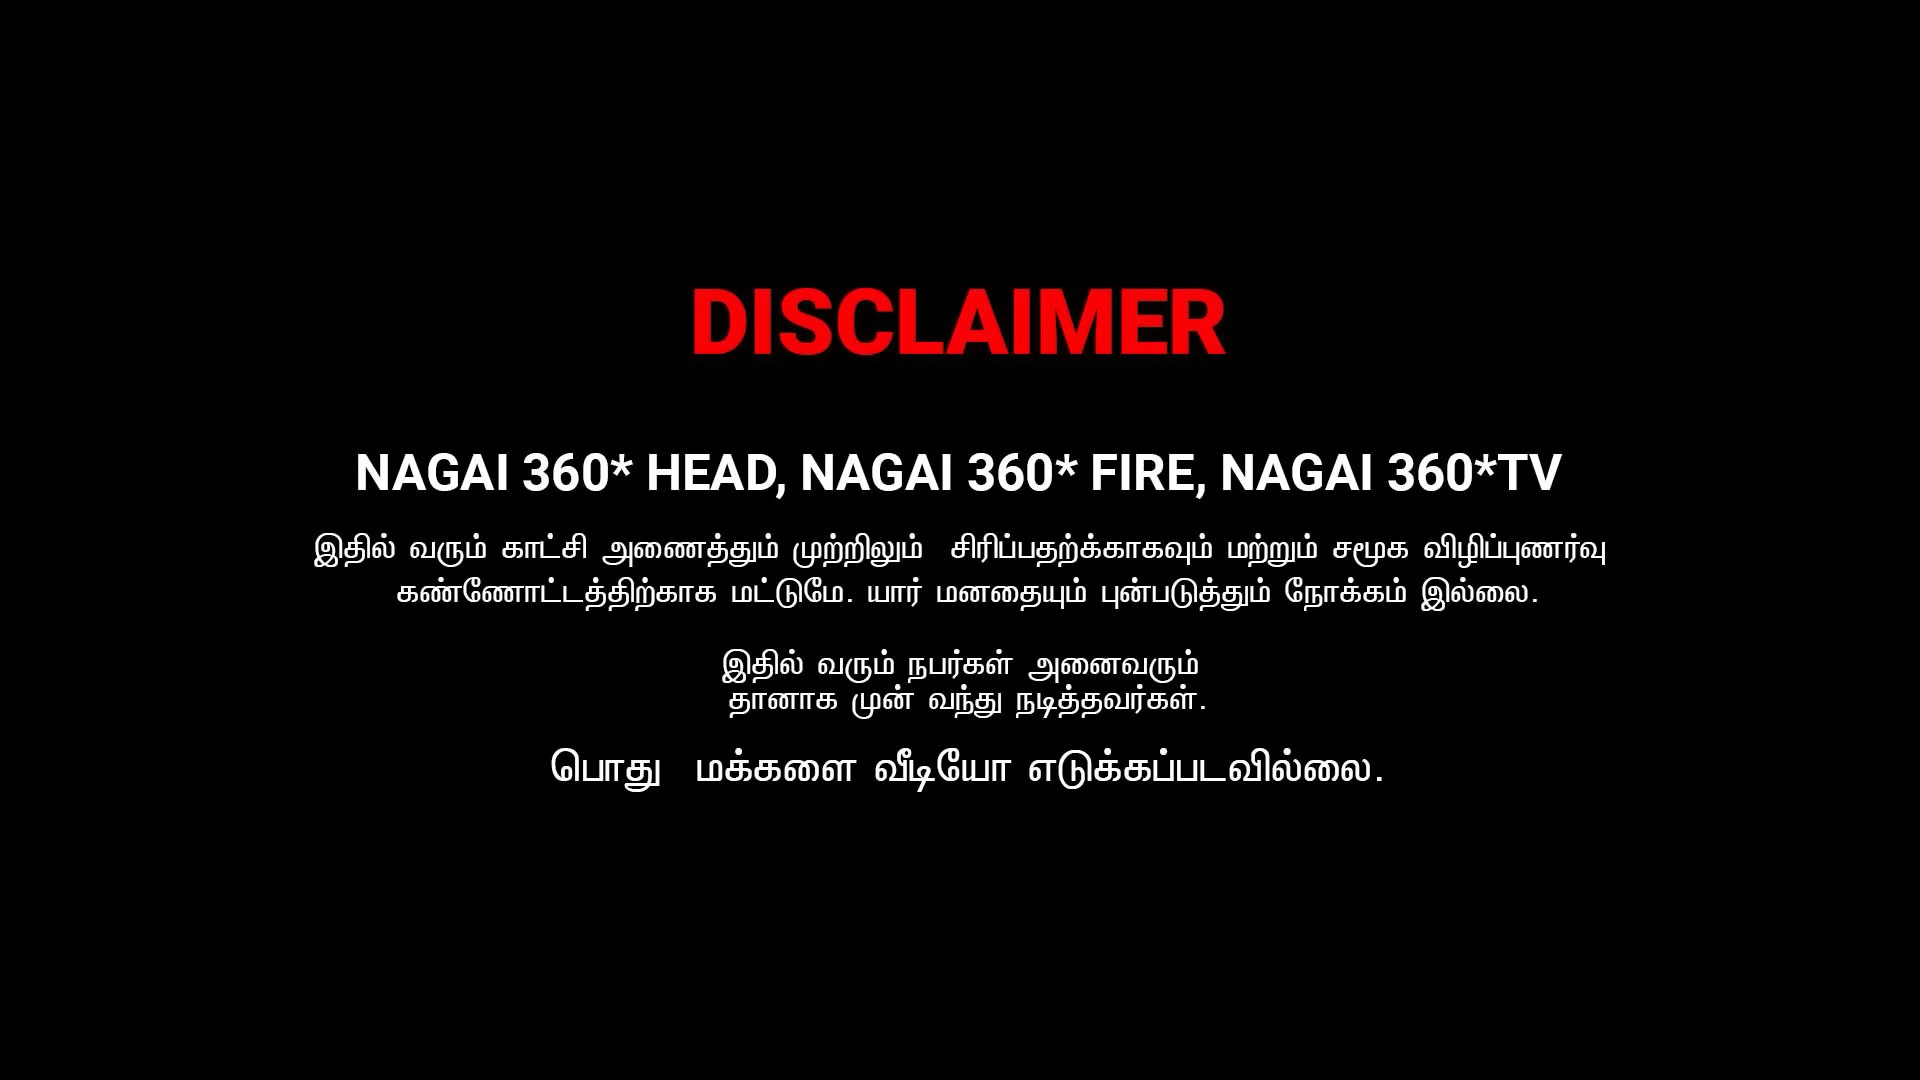 DISCLAIMER
NAGAI 360* HEAD, NAGAI 360* FIRE, NAGAI 360*TV
இதில் வரும் காட்சி அணைத்தும் முற்றிலும் சிரிப்பதற்க்காகவும் மற்றும் சமூக விழிப்புணர்வு
கண்ணோட்டத்திற்காக மட்டுமே. யார் மனதையும் புன்படுத்தும் நோக்கம் இல்லை.
இதில் வரும் நபர்கள் அனைவரும்
தானாக முன் வந்து நடித்தவர்கள்.
பொது மக்களை வீடியோ எடுக்கப்படவில்லை.